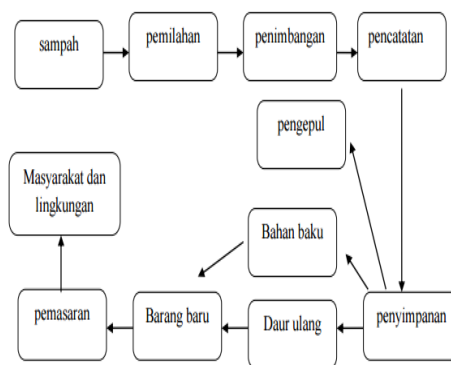 sampah
pemilahan
penimbangan
pencatatan
pengepul
Masyarakat dan
lingkungan
Bahan baku
pemasaran
Barang baru
Daur ulang
penyimpanan